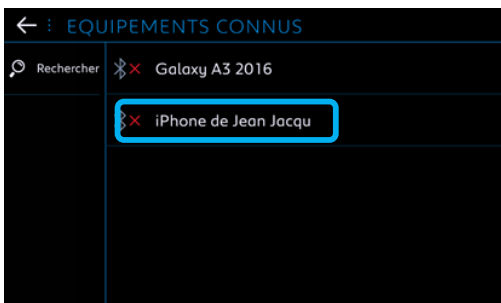 EQUIPEMENTS CONNUS
Rechercher
Galaxy A3 2016
iPhone de Jean Jacqu